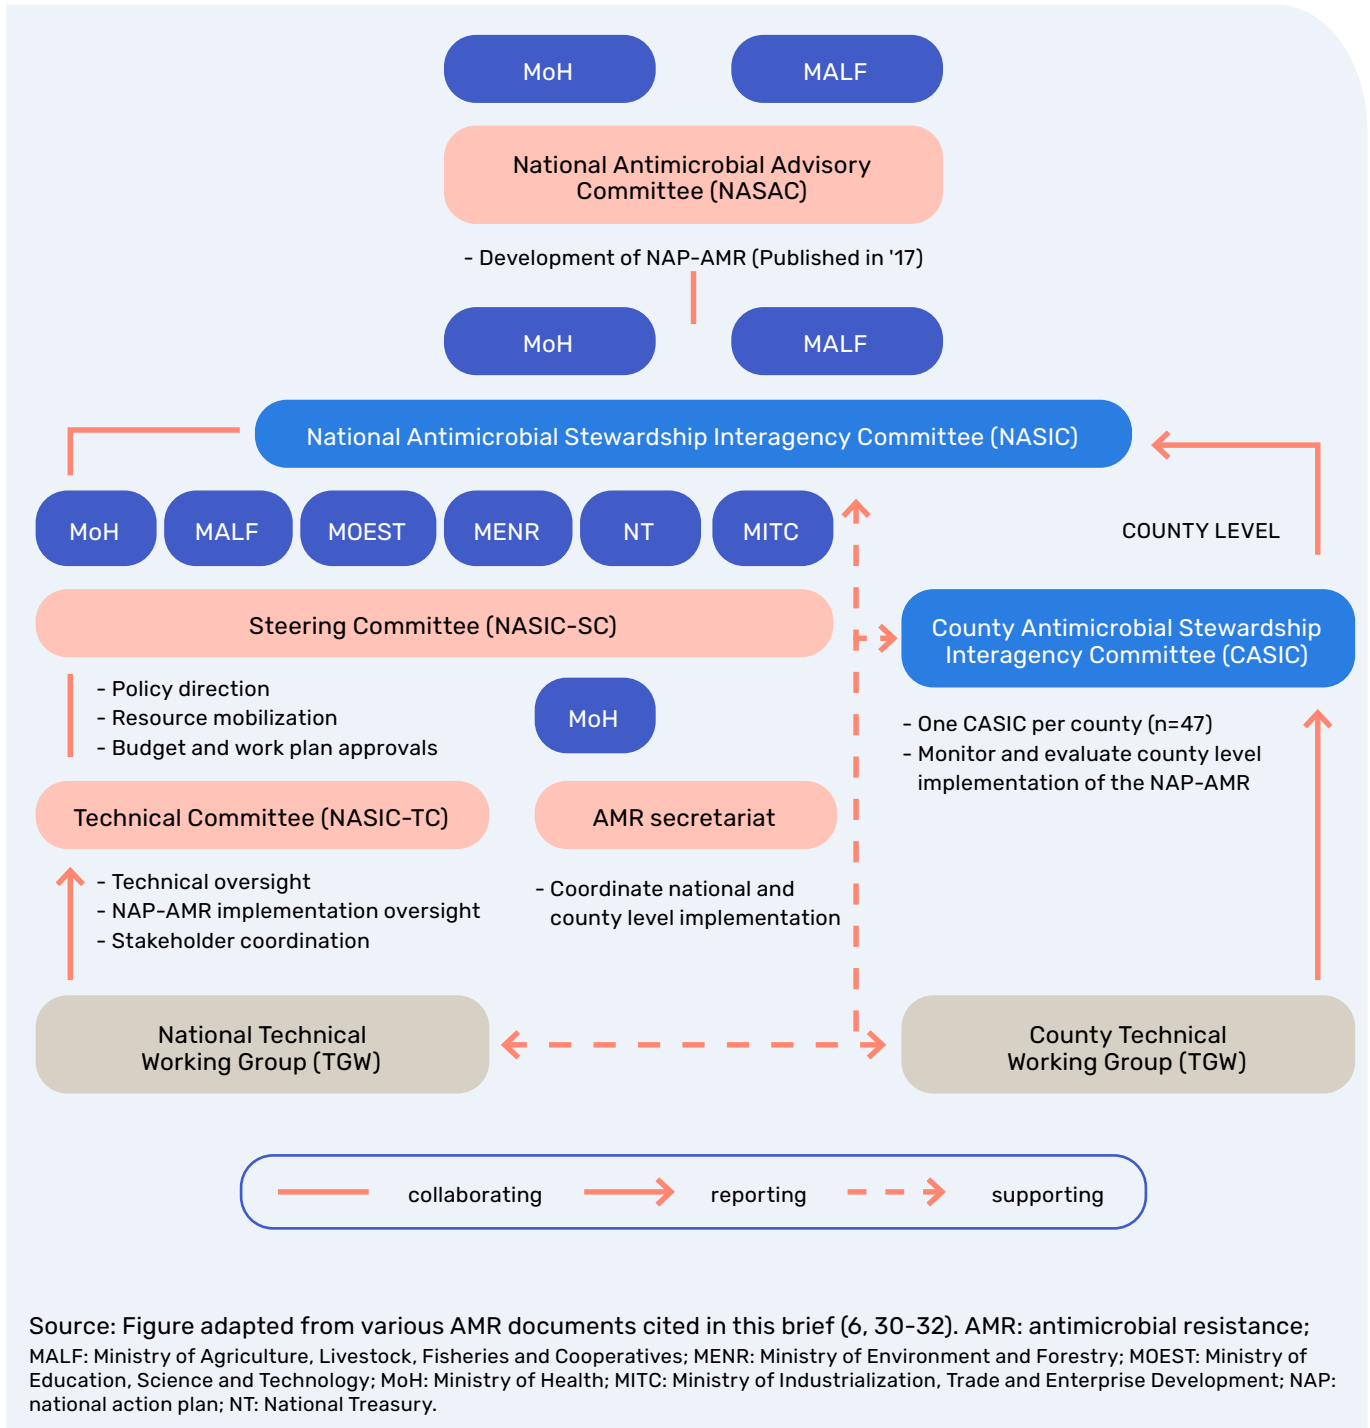 MoH
MALF
National Antimicrobial Advisory
Committee (NASAC)
- Development of NAP-AMR (Published in '17)
MoH
MALF
National Antimicrobial Stewardship Interagency Committee (NASIC)
MoH
MALF
MOEST
MENR
NT
MITC
COUNTY LEVEL
Steering Committee (NASIC-SC)
County Antimicrobial Stewardship
Interagency Committee (CASIC)
- Policy direction
- Resource mobilization
- Budget and work plan approvals
MoH
- One CASIC per county (n=47)
- Monitor and evaluate county level
implementation of the NAP-AMR
Technical Committee (NASIC-TC)
AMR secretariat
- Technical oversight
- NAP-AMR implementation oversight
- Stakeholder coordination
- Coordinate national and
county level implementation
National Technical
Working Group (TGW)
County Technical
Working Group (TGW)
collaborating
reporting
supporting
Source: Figure adapted from various AMR documents cited in this brief (6, 30-32). AMR: antimicrobial resistance;
MALF: Ministry of Agriculture, Livestock, Fisheries and Cooperatives; MENR: Ministry of Environment and Forestry; MOEST: Ministry of
Education, Science and Technology; MoH: Ministry of Health; MITC: Ministry of Industrialization, Trade and Enterprise Development; NAP:
national action plan; NT: National Treasury.